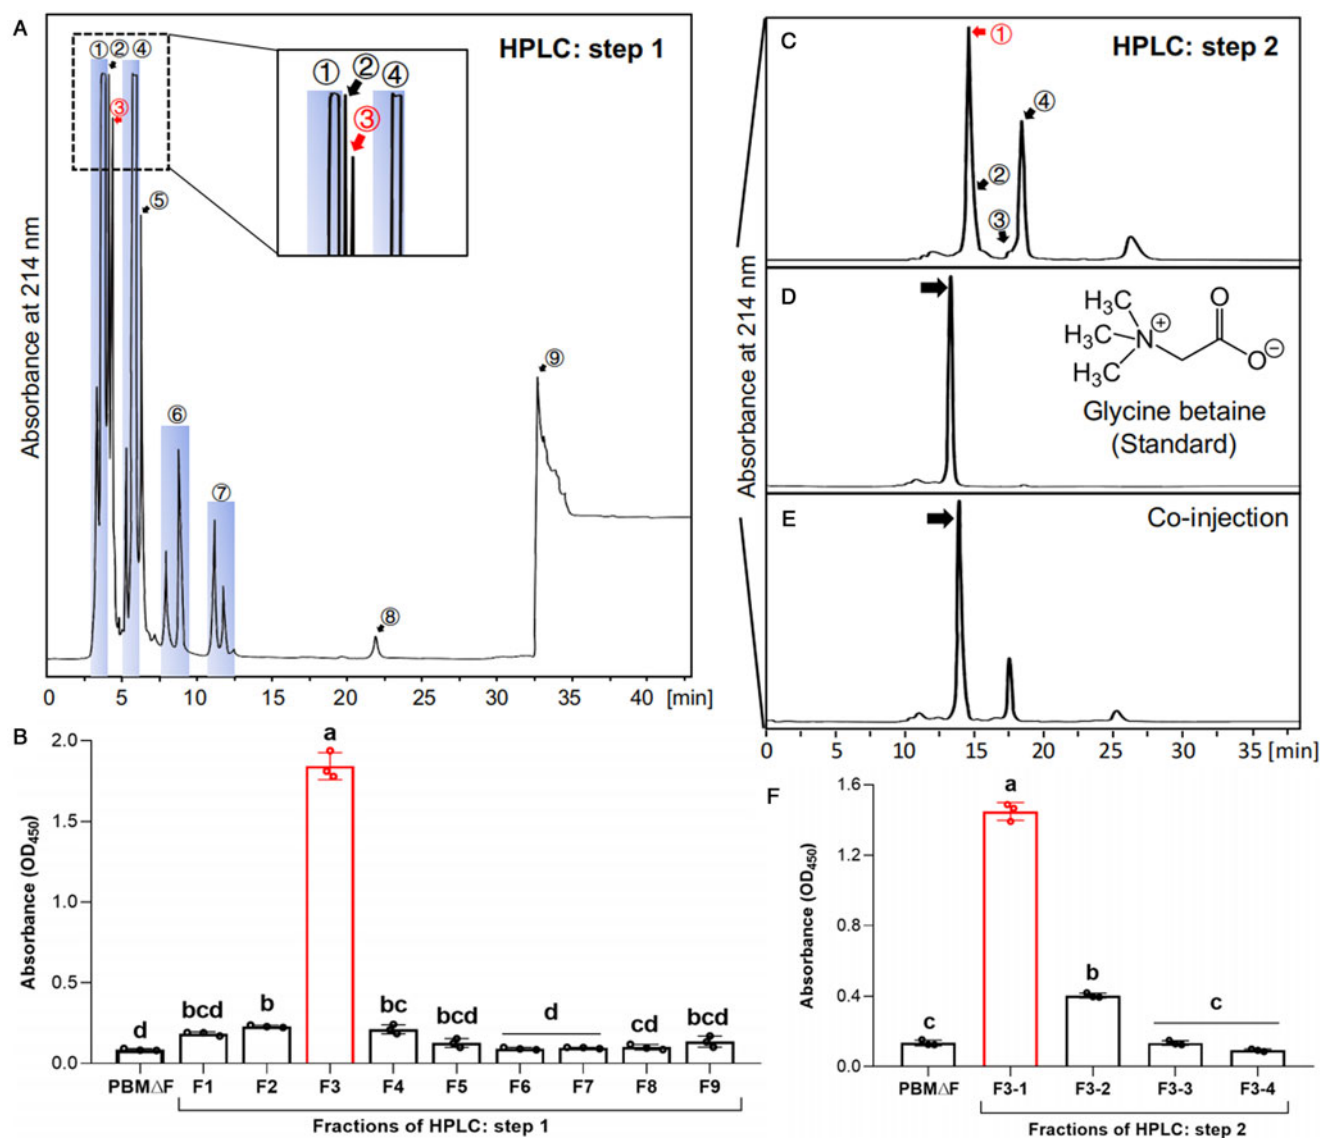 A
HPLC: step 1
① ② ④
③
① ② ④
③
⑤
⑥
⑦
⑧
⑨
Absorbance at 214 nm
0 5 10 15 20 25 30 35 40 [min]
B
Absorbance (OD450)
2.0
1.5
1.0
0.5
0.0
d bcd b a bc bcd d cd bcd
PBM△F F1 F2 F3 F4 F5 F6 F7 F8 F9
Fractions of HPLC: step 1
C
HPLC: step 2
①
②
③
④
Absorbance at 214 nm
D
H3C
H3C
H3C
N
⊕
O
O
⊖
Glycine betaine
(Standard)
E
Co-injection
0 5 10 15 20 25 30 35 [min]
F
Absorbance (OD450)
1.6
1.2
0.8
0.4
0.0
c a b c
PBM△F F3-1 F3-2 F3-3 F3-4
Fractions of HPLC: step 2